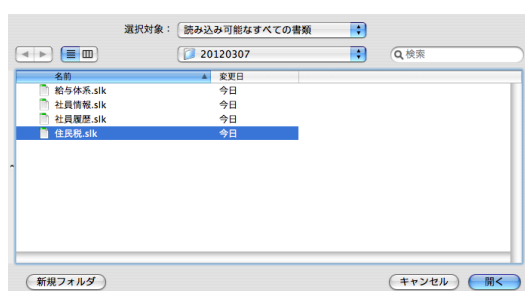 選択対象： 読み込み可能なすべての書類
20120307 検索
名前 変更日
給与体系.slk 今日
社員情報.slk 今日
社員履歴.slk 今日
住民税.slk 今日
新規フォルダ キャンセル 開く